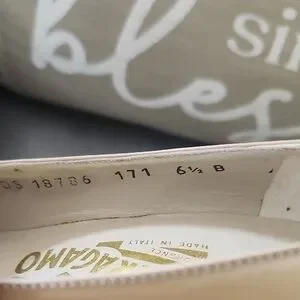 si
bles
18786 171 6½ B
MADE IN ITALY
AGAMO